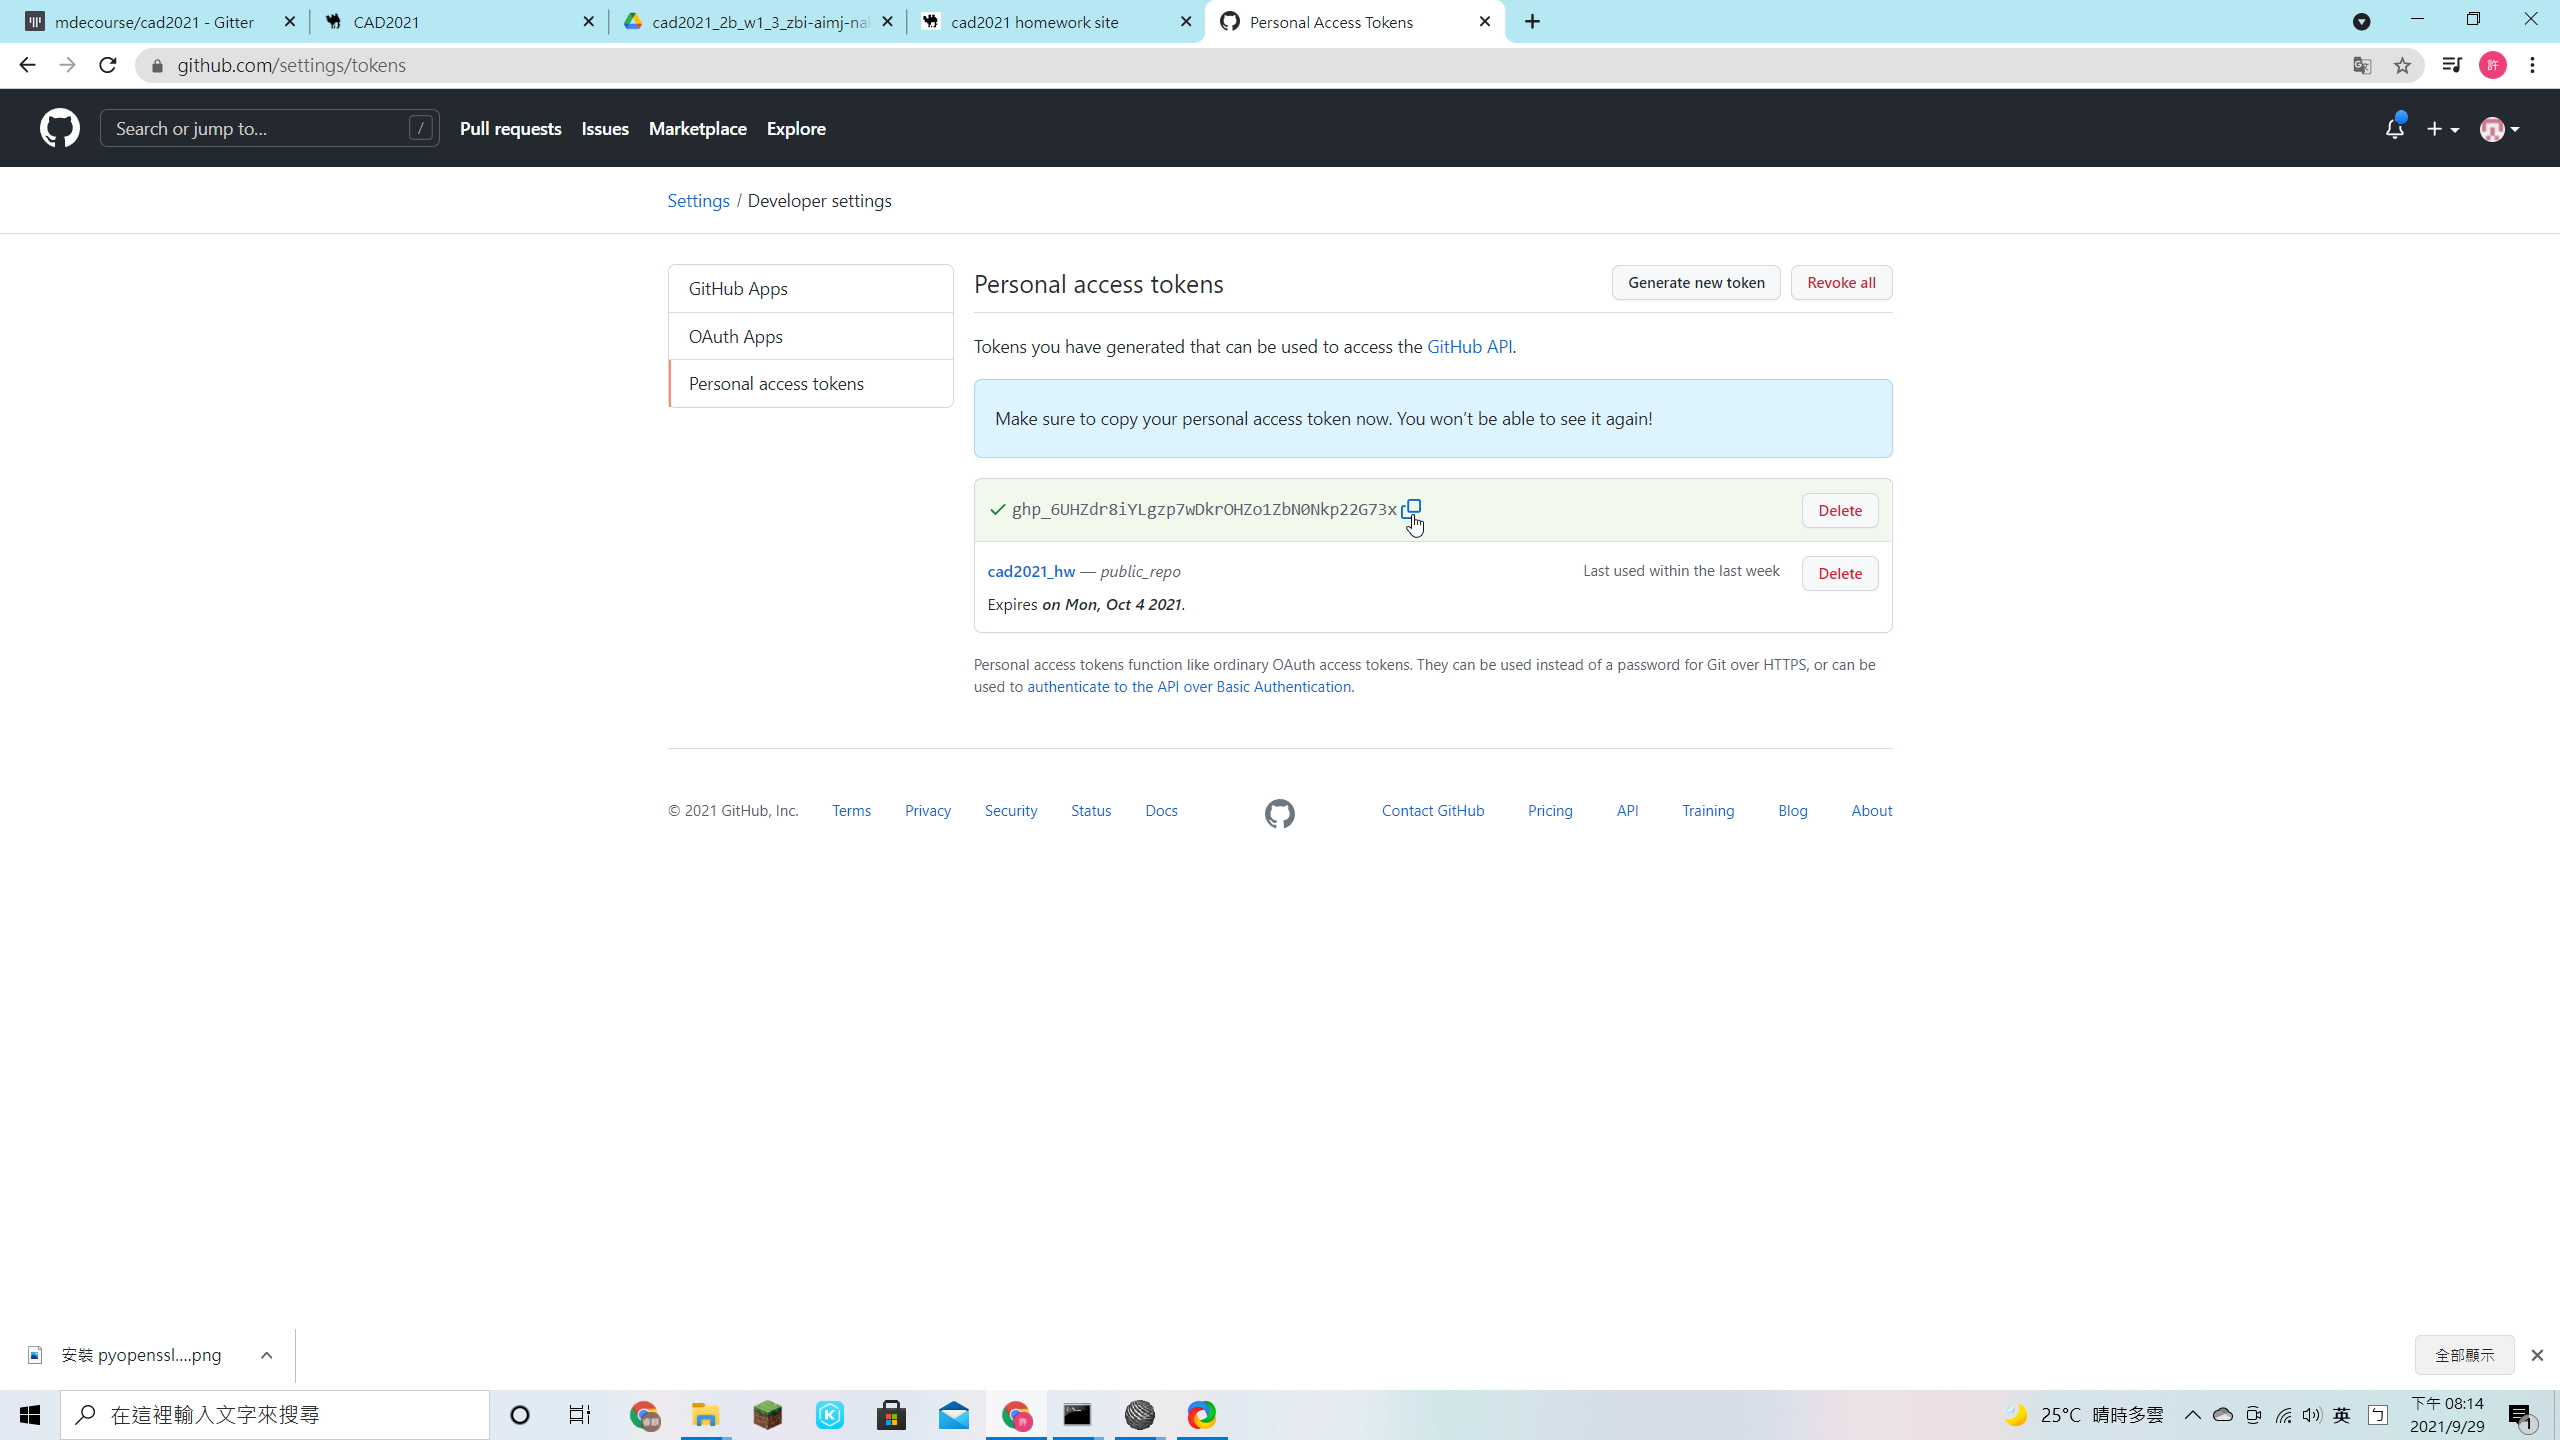 mdecourse/cad2021 - Gitter
CAD2021
cad2021_2b_w1_3_zbi-aimj-na
cad2021 homework site
Personal Access Tokens
github.com/settings/tokens
許
Search or jump to...
/
Pull requests
Issues
Marketplace
Explore
Settings / Developer settings
GitHub Apps
OAuth Apps
Personal access tokens
Personal access tokens
Generate new token
Revoke all
Tokens you have generated that can be used to access the GitHub API.
Make sure to copy your personal access token now. You won't be able to see it again!
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
Delete
cad2021_hw — public_repo
Last used within the last week
Delete
Expires on Mon, Oct 4 2021.
Personal access tokens function like ordinary OAuth access tokens. They can be used instead of a password for Git over HTTPS, or can be
used to authenticate to the API over Basic Authentication.
© 2021 GitHub, Inc.
Terms
Privacy
Security
Status
Docs
Contact GitHub
Pricing
API
Training
Blog
About
安裝 pyopenssl....png
全部顯示
在這裡輸入文字來搜尋
25°C 晴時多雲
英
ㄅ
下午 08:14
2021/9/29
1